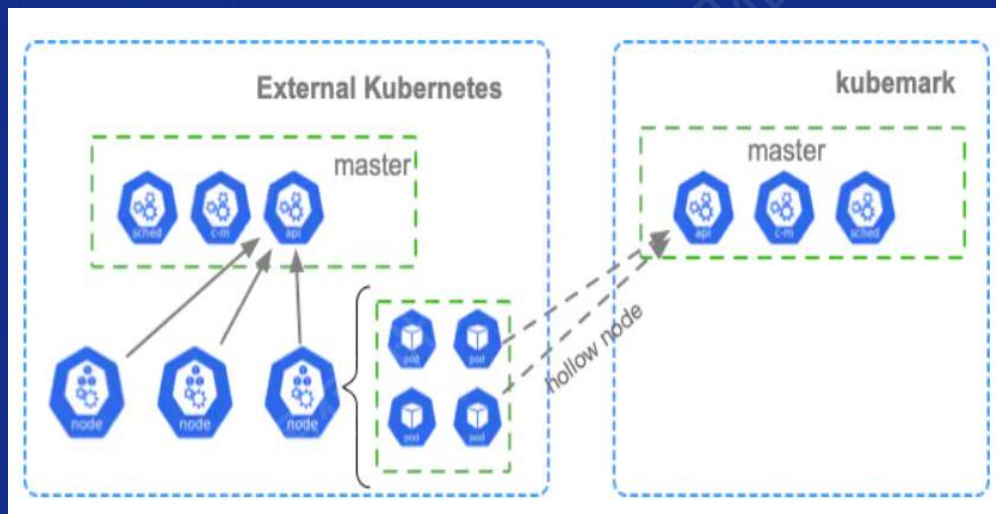 External Kubernetes
master
sched
c-m
api
node
node
node
pod
pod
pod
pod
hollow node
kubemark
master
api
c-m
sched